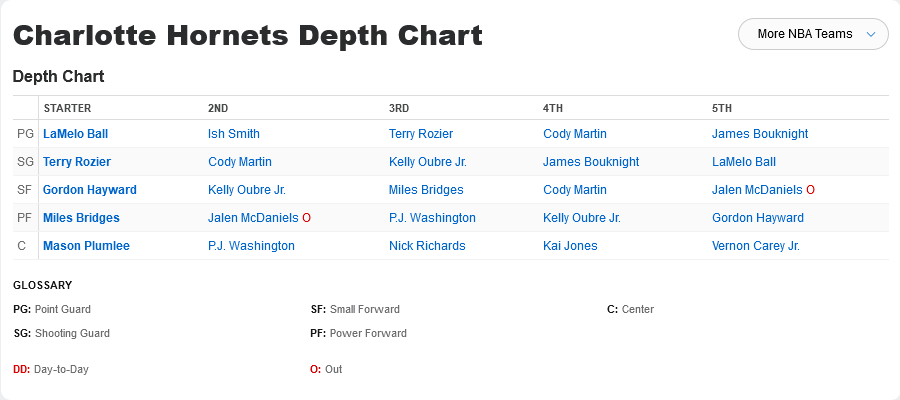 Charlotte Hornets Depth Chart
More NBA Teams
Depth Chart
STARTER 2ND 3RD 4TH 5TH
PG LaMelo Ball Ish Smith Terry Rozier Cody Martin James Bouknight
SG Terry Rozier Cody Martin Kelly Oubre Jr. James Bouknight LaMelo Ball
SF Gordon Hayward Kelly Oubre Jr. Miles Bridges Cody Martin Jalen McDaniels O
PF Miles Bridges Jalen McDaniels O P.J. Washington Kelly Oubre Jr. Gordon Hayward
C Mason Plumlee P.J. Washington Nick Richards Kai Jones Vernon Carey Jr.
GLOSSARY
PG: Point Guard SF: Small Forward C: Center
SG: Shooting Guard PF: Power Forward
DD: Day-to-Day O: Out